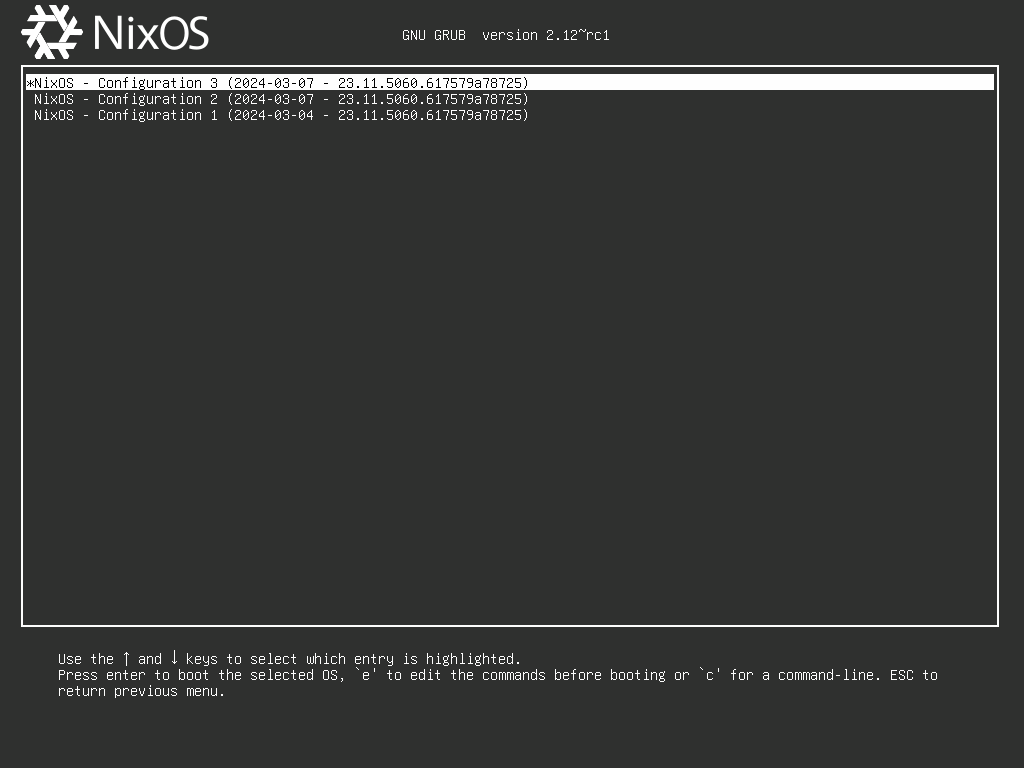 NixOS
GNU GRUB  version 2.12~rc1
*NixOS - Configuration 3 (2024-03-07 - 23.11.5060.617579a78725)
NixOS - Configuration 2 (2024-03-07 - 23.11.5060.617579a78725)
NixOS - Configuration 1 (2024-03-04 - 23.11.5060.617579a78725)
Use the ↑ and ↓ keys to select which entry is highlighted.
Press enter to boot the selected OS, `e' to edit the commands before booting or `c' for a command-line. ESC to
return previous menu.